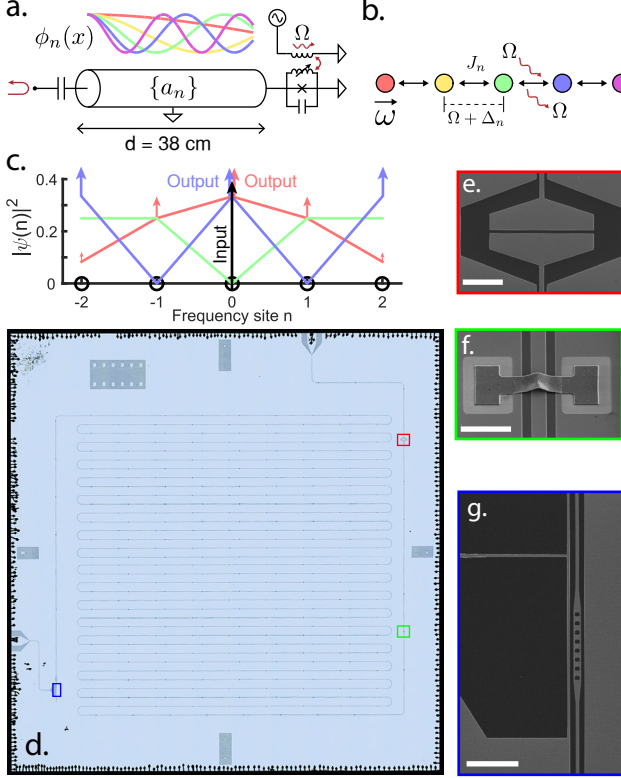 a.
ϕₙ(x)
Ω
{aₙ}
d = 38 cm
b.
Jₙ
Ω
Ω
ω
Ω + Δₙ
c.
|ψ(n)|²
0.4
0.2
0
Output
Output
Input
-2
-1
0
1
2
Frequency site n
d.
e.
f.
g.